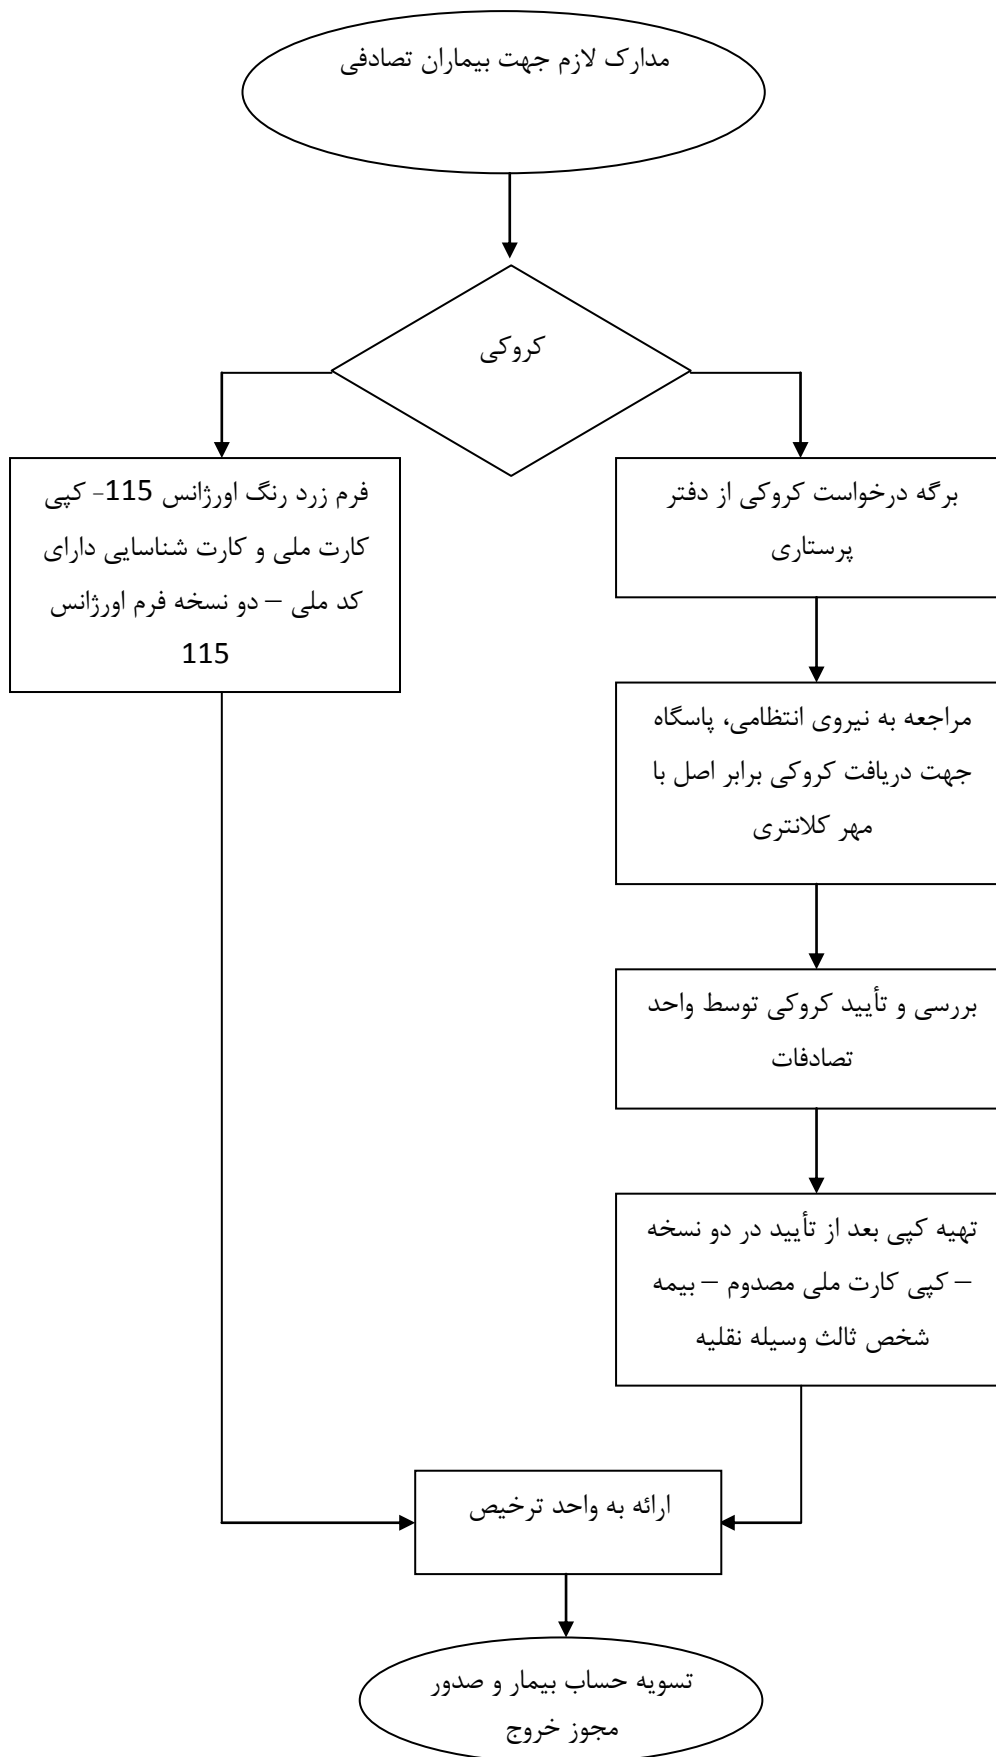 مدارک لازم جهت بیماران تصادفی
کروکی
برگه درخواست کروکی از دفتر
پرستاری
مراجعه به نیروی انتظامی، پاسگاه
جهت دریافت کروکی برابر اصل با
مهر کلانتری
بررسی و تأیید کروکی توسط واحد
تصادفات
تهیه کپی بعد از تأیید در دو نسخه
– کپی کارت ملی مصدوم – بیمه
شخص ثالث وسیله نقلیه
فرم زرد رنگ اورژانس 115- کپی
کارت ملی و کارت شناسایی دارای
کد ملی – دو نسخه فرم اورژانس
115
ارائه به واحد ترخیص
تسویه حساب بیمار و صدور
مجوز خروج